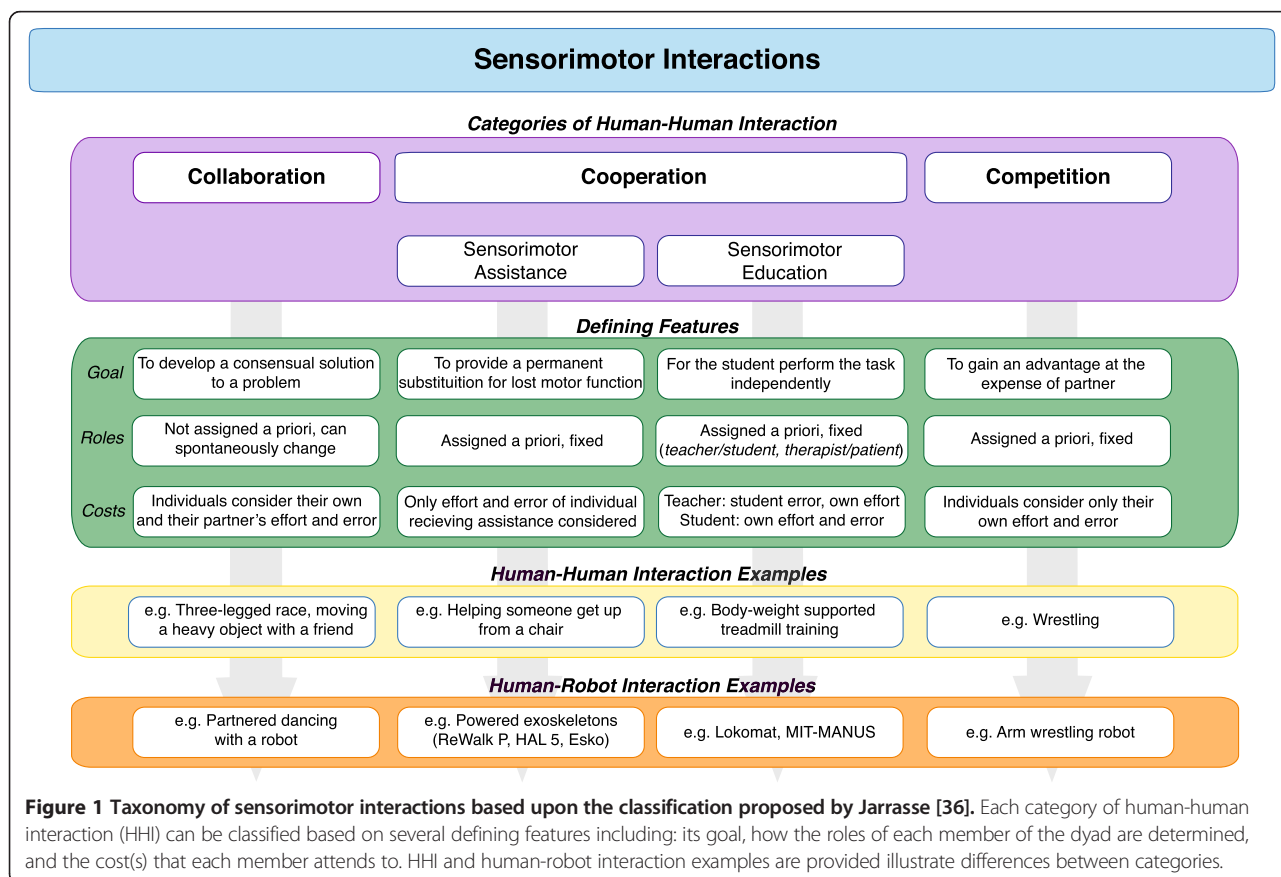 Sensorimotor Interactions
Categories of Human-Human Interaction
Collaboration
Cooperation
Competition
Sensorimotor
Assistance
Sensorimotor
Education
Defining Features
Goal
To develop a consensual solution
to a problem
To provide a permanent
substituition for lost motor function
For the student perform the task
independently
To gain an advantage at the
expense of partner
Roles
Not assigned a priori, can
spontaneously change
Assigned a priori, fixed
Assigned a priori, fixed
(teacher/student, therapist/patient)
Assigned a priori, fixed
Costs
Individuals consider their own
and their partner's effort and error
Only effort and error of individual
recieving assistance considered
Teacher: student error, own effort
Student: own effort and error
Individuals consider only their
own effort and error
Human-Human Interaction Examples
e.g. Three-legged race, moving
a heavy object with a friend
e.g. Helping someone get up
from a chair
e.g. Body-weight supported
treadmill training
e.g. Wrestling
Human-Robot Interaction Examples
e.g. Partnered dancing
with a robot
e.g. Powered exoskeletons
(ReWalk P, HAL 5, Esko)
e.g. Lokomat, MIT-MANUS
e.g. Arm wrestling robot
Figure 1 Taxonomy of sensorimotor interactions based upon the classification proposed by Jarrasse [36]. Each category of human-human
interaction (HHI) can be classified based on several defining features including: its goal, how the roles of each member of the dyad are determined,
and the cost(s) that each member attends to. HHI and human-robot interaction examples are provided illustrate differences between categories.